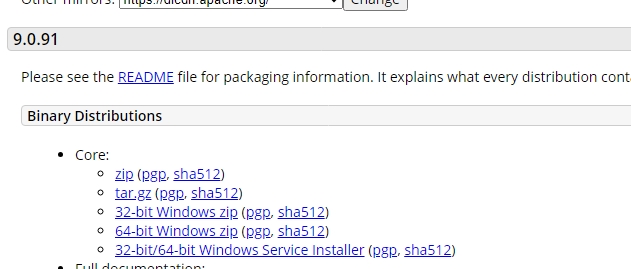 Other mirrors: https://dlcdn.apache.org/ Change
9.0.91
Please see the README file for packaging information. It explains what every distribution cont
Binary Distributions
Core:
zip (pgp, sha512)
tar.gz (pgp, sha512)
32-bit Windows zip (pgp, sha512)
64-bit Windows zip (pgp, sha512)
32-bit/64-bit Windows Service Installer (pgp, sha512)
Full documentation: